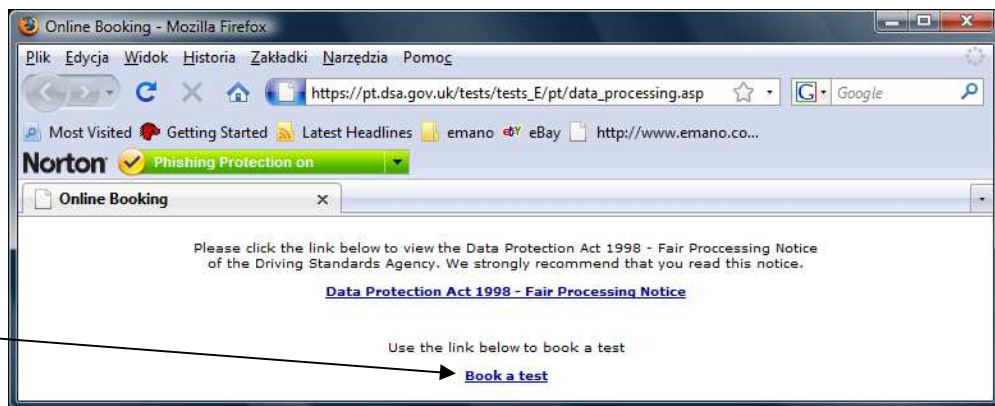 Online Booking - Mozilla Firefox
Plik Edycja Widok Historia Zakładki Narzędzia Pomoc
https://pt.dsa.gov.uk/tests/tests_E/pt/data_processing.asp G Google
Most Visited Getting Started Latest Headlines emano eBay http://www.emano.co...
Norton Phishing Protection on
Online Booking
Please click the link below to view the Data Protection Act 1998 - Fair Proccessing Notice
of the Driving Standards Agency. We strongly recommend that you read this notice.
Data Protection Act 1998 - Fair Processing Notice
Use the link below to book a test
Book a test